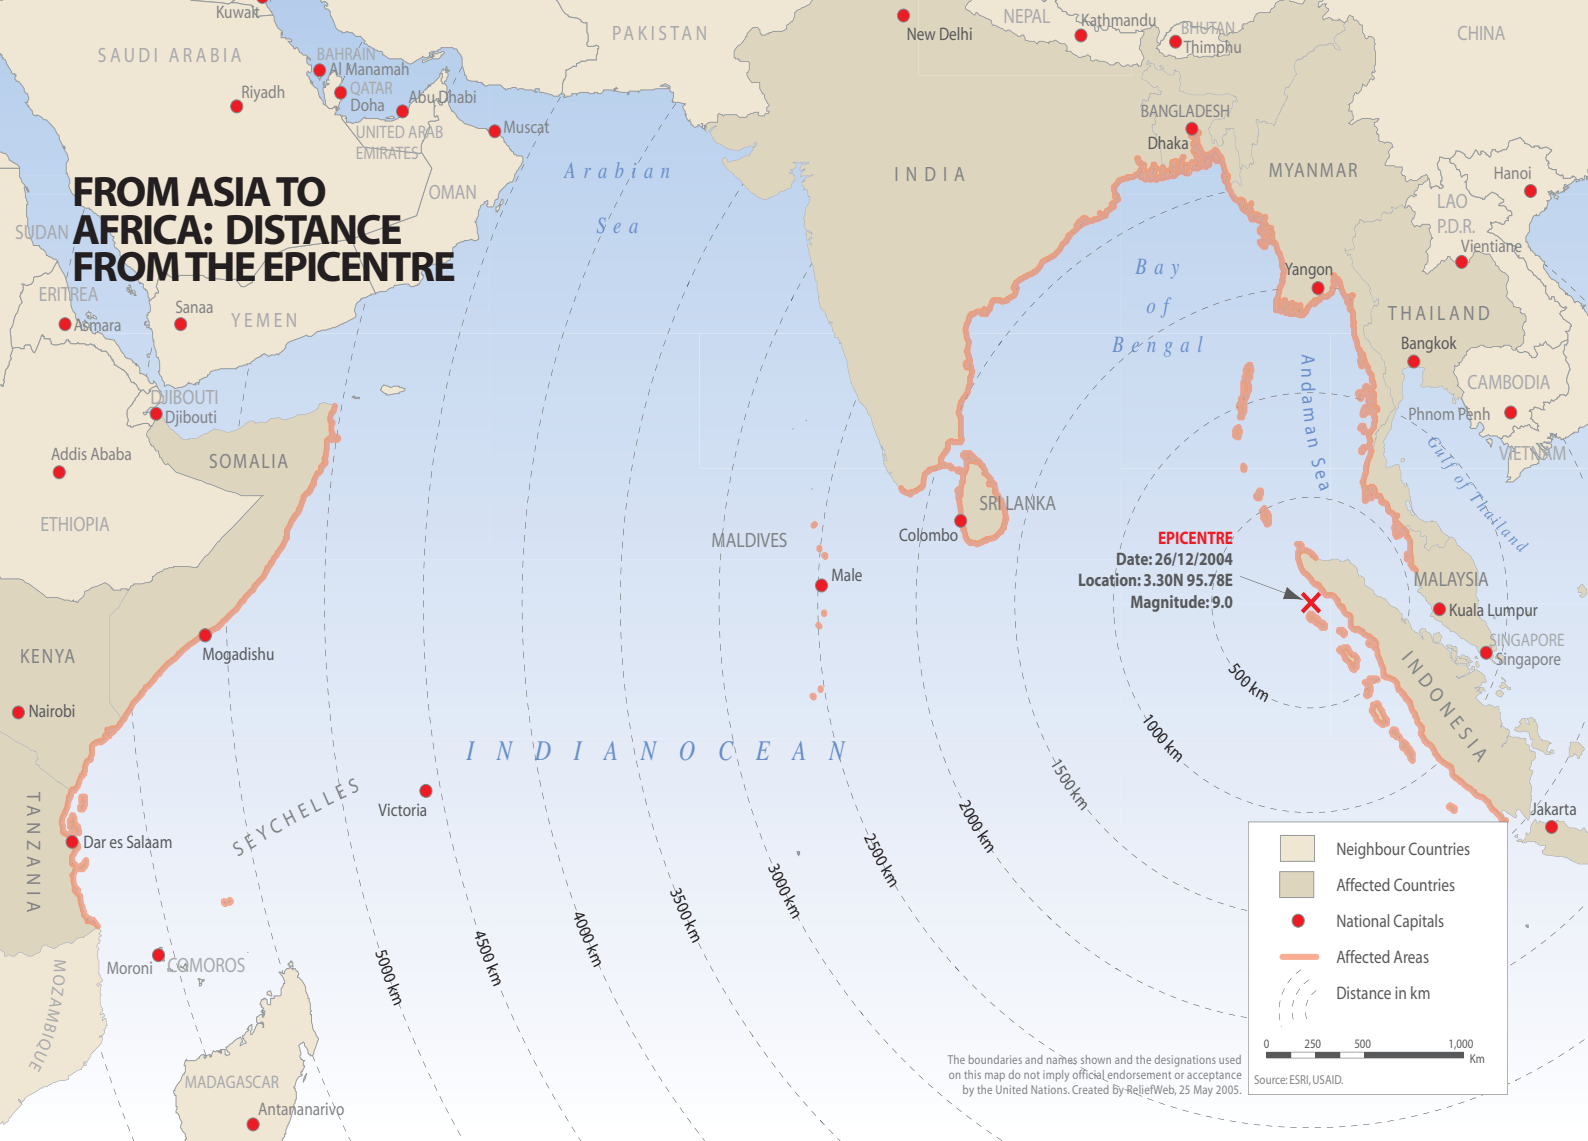 Kuwait
SAUDI ARABIA
BAHRAIN
Al Manamah
QATAR
Doha
Riyadh
Abu Dhabi
UNITED ARAB
EMIRATES
Muscat
OMAN
PAKISTAN
New Delhi
NEPAL
Kathmandu
BHUTAN
Thimphu
CHINA
BANGLADESH
Dhaka
INDIA
MYANMAR
Hanoi
LAO
P.D.R.
Vientiane
FROM ASIA TO
AFRICA: DISTANCE
FROM THE EPICENTRE
SUDAN
Arabian
Sea
Bay
of
Bengal
Yangon
THAILAND
Bangkok
CAMBODIA
Phnom Penh
VIETNAM
Andaman Sea
Gulf of Thailand
ERITREA
Asmara
Sanaa
YEMEN
DJIBOUTI
Djibouti
Addis Ababa
SOMALIA
ETHIOPIA
SRI LANKA
Colombo
MALDIVES
Male
EPICENTRE
Date: 26/12/2004
Location: 3.30N 95.78E
Magnitude: 9.0
MALAYSIA
Kuala Lumpur
SINGAPORE
Singapore
INDONESIA
KENYA
Mogadishu
Nairobi
INDIAN OCEAN
500 km
1000 km
1500 km
2000 km
2500 km
3000 km
3500 km
4000 km
4500 km
5000 km
TANZANIA
Dar es Salaam
SEYCHELLES
Victoria
Jakarta
Moroni
COMOROS
MOZAMBIQUE
MADAGASCAR
Antananarivo
Neighbour Countries
Affected Countries
National Capitals
Affected Areas
Distance in km
0 250 500 1,000
Km
Source: ESRI, USAID.
The boundaries and names shown and the designations used
on this map do not imply official endorsement or acceptance
by the United Nations. Created by ReliefWeb, 25 May 2005.